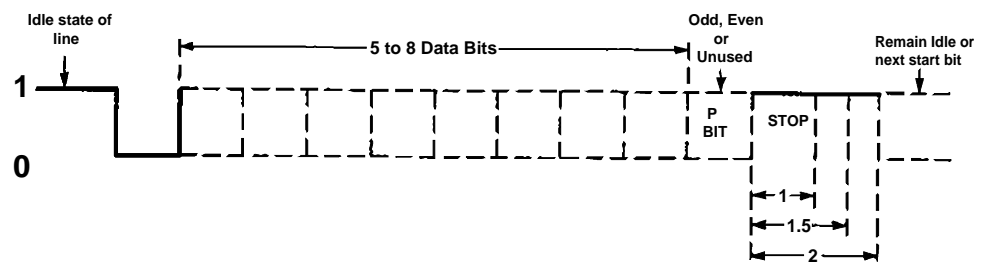 Idle state of
line
5 to 8 Data Bits
Odd, Even
or
Unused
Remain Idle or
next start bit
1
0
P
BIT
STOP
1
1.5
2